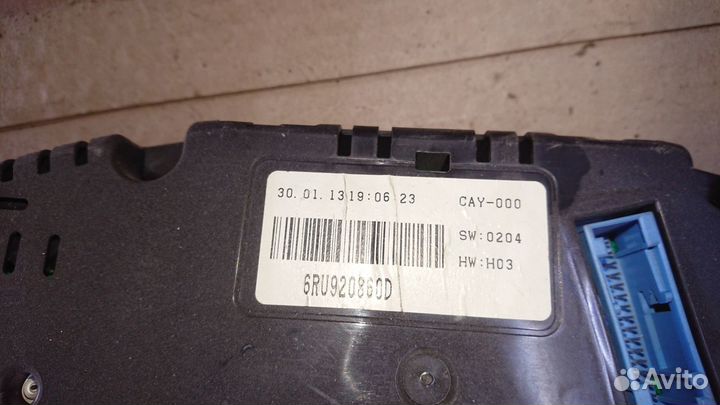 30. 01. 13 19:06:23 CAY-000
SW:0204
HW:H03
6RU920860D
Avito